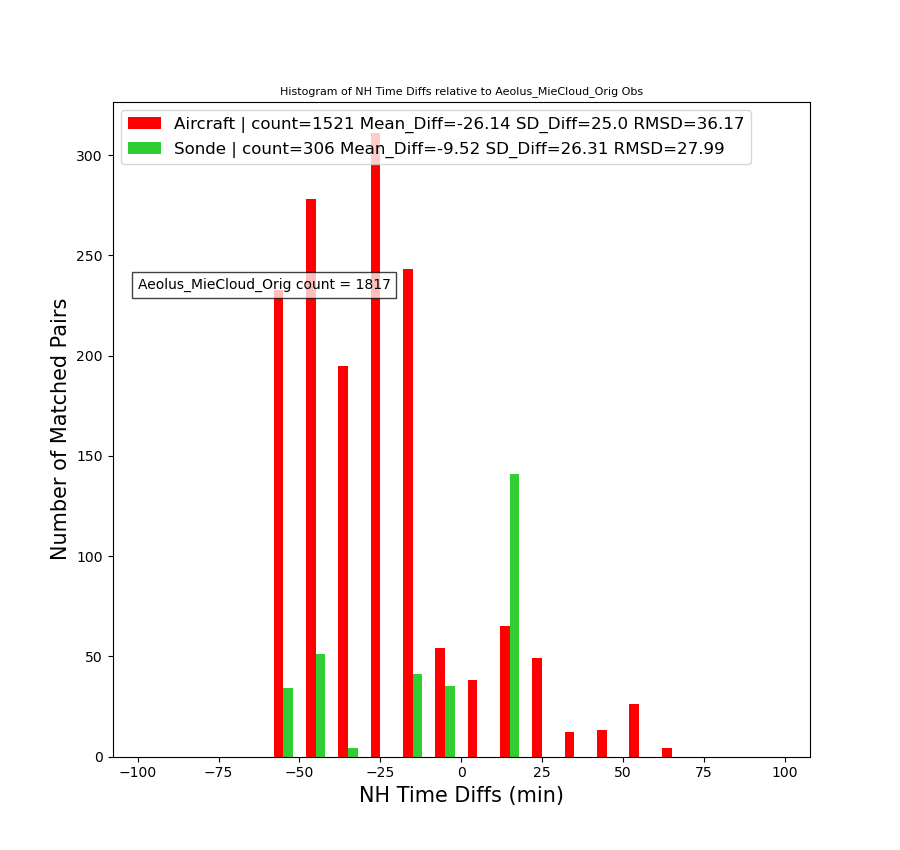 Histogram of NH Time Diffs relative to Aeolus_MieCloud_Orig Obs
Aircraft | count=1521 Mean_Diff=-26.14 SD_Diff=25.0 RMSD=36.17
Sonde | count=306 Mean_Diff=-9.52 SD_Diff=26.31 RMSD=27.99
Aeolus_MieCloud_Orig count = 1817
Number of Matched Pairs
300
250
200
150
100
50
0
−100 −75 −50 −25 0 25 50 75 100
NH Time Diffs (min)